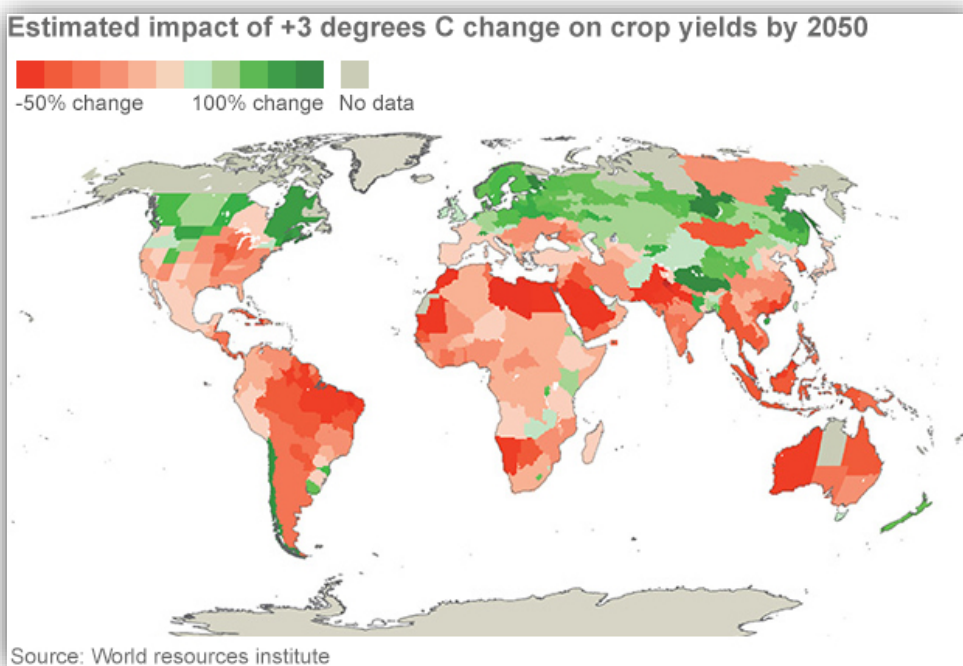 Estimated impact of +3 degrees C change on crop yields by 2050
-50% change 100% change No data
Source: World resources institute